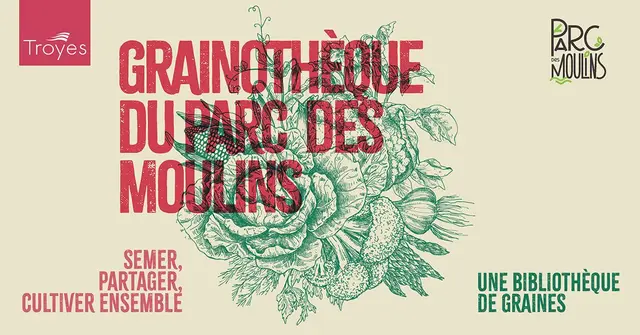 Troyes
PARC
DES
MOULINS
GRAINOTHÈQUE
DU PARC DES
MOULINS
SEMER,
PARTAGER,
CULTIVER ENSEMBLE
UNE BIBLIOTHÈQUE
DE GRAINES